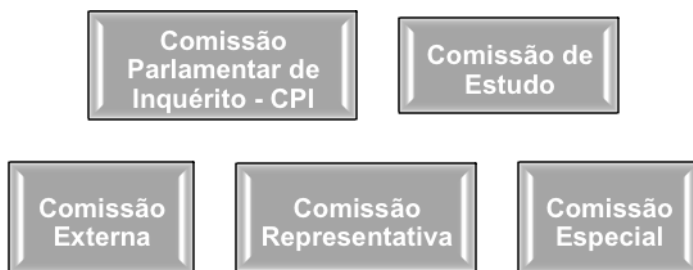 Comissão
Parlamentar de
Inquérito - CPI
Comissão de
Estudo
Comissão
Externa
Comissão
Representativa
Comissão
Especial